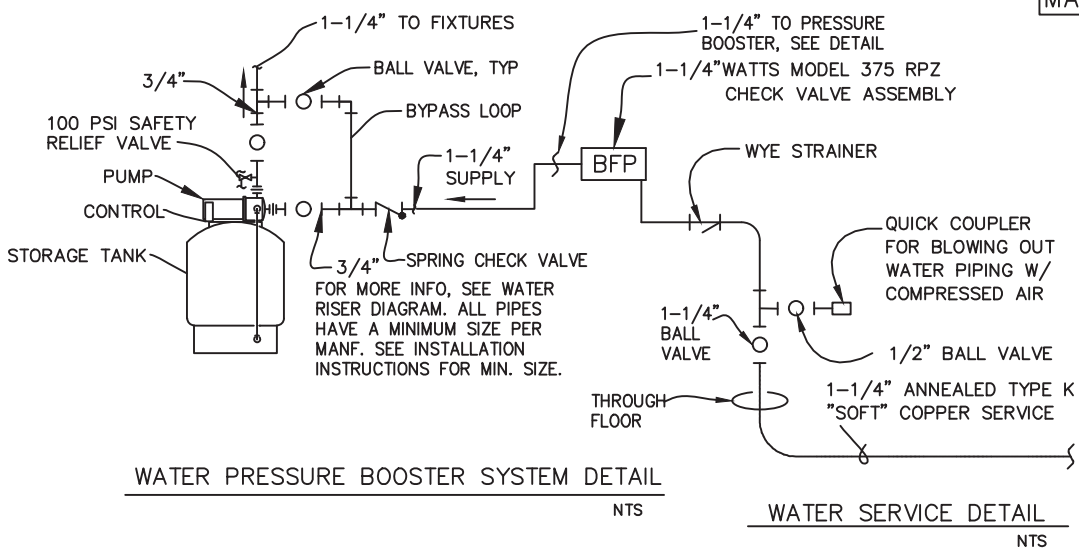 1-1/4" TO FIXTURES
3/4"
BALL VALVE, TYP
BYPASS LOOP
100 PSI SAFETY
RELIEF VALVE
PUMP
CONTROL
STORAGE TANK
1-1/4"
SUPPLY
3/4"
SPRING CHECK VALVE
FOR MORE INFO, SEE WATER
RISER DIAGRAM. ALL PIPES
HAVE A MINIMUM SIZE PER
MANF. SEE INSTALLATION
INSTRUCTIONS FOR MIN. SIZE.
WATER PRESSURE BOOSTER SYSTEM DETAIL
NTS
MA
1-1/4" TO PRESSURE
BOOSTER, SEE DETAIL
1-1/4"WATTS MODEL 375 RPZ
CHECK VALVE ASSEMBLY
BFP
WYE STRAINER
QUICK COUPLER
FOR BLOWING OUT
WATER PIPING W/
COMPRESSED AIR
1-1/4"
BALL
VALVE
1/2" BALL VALVE
THROUGH
FLOOR
1-1/4" ANNEALED TYPE K
"SOFT" COPPER SERVICE
WATER SERVICE DETAIL
NTS